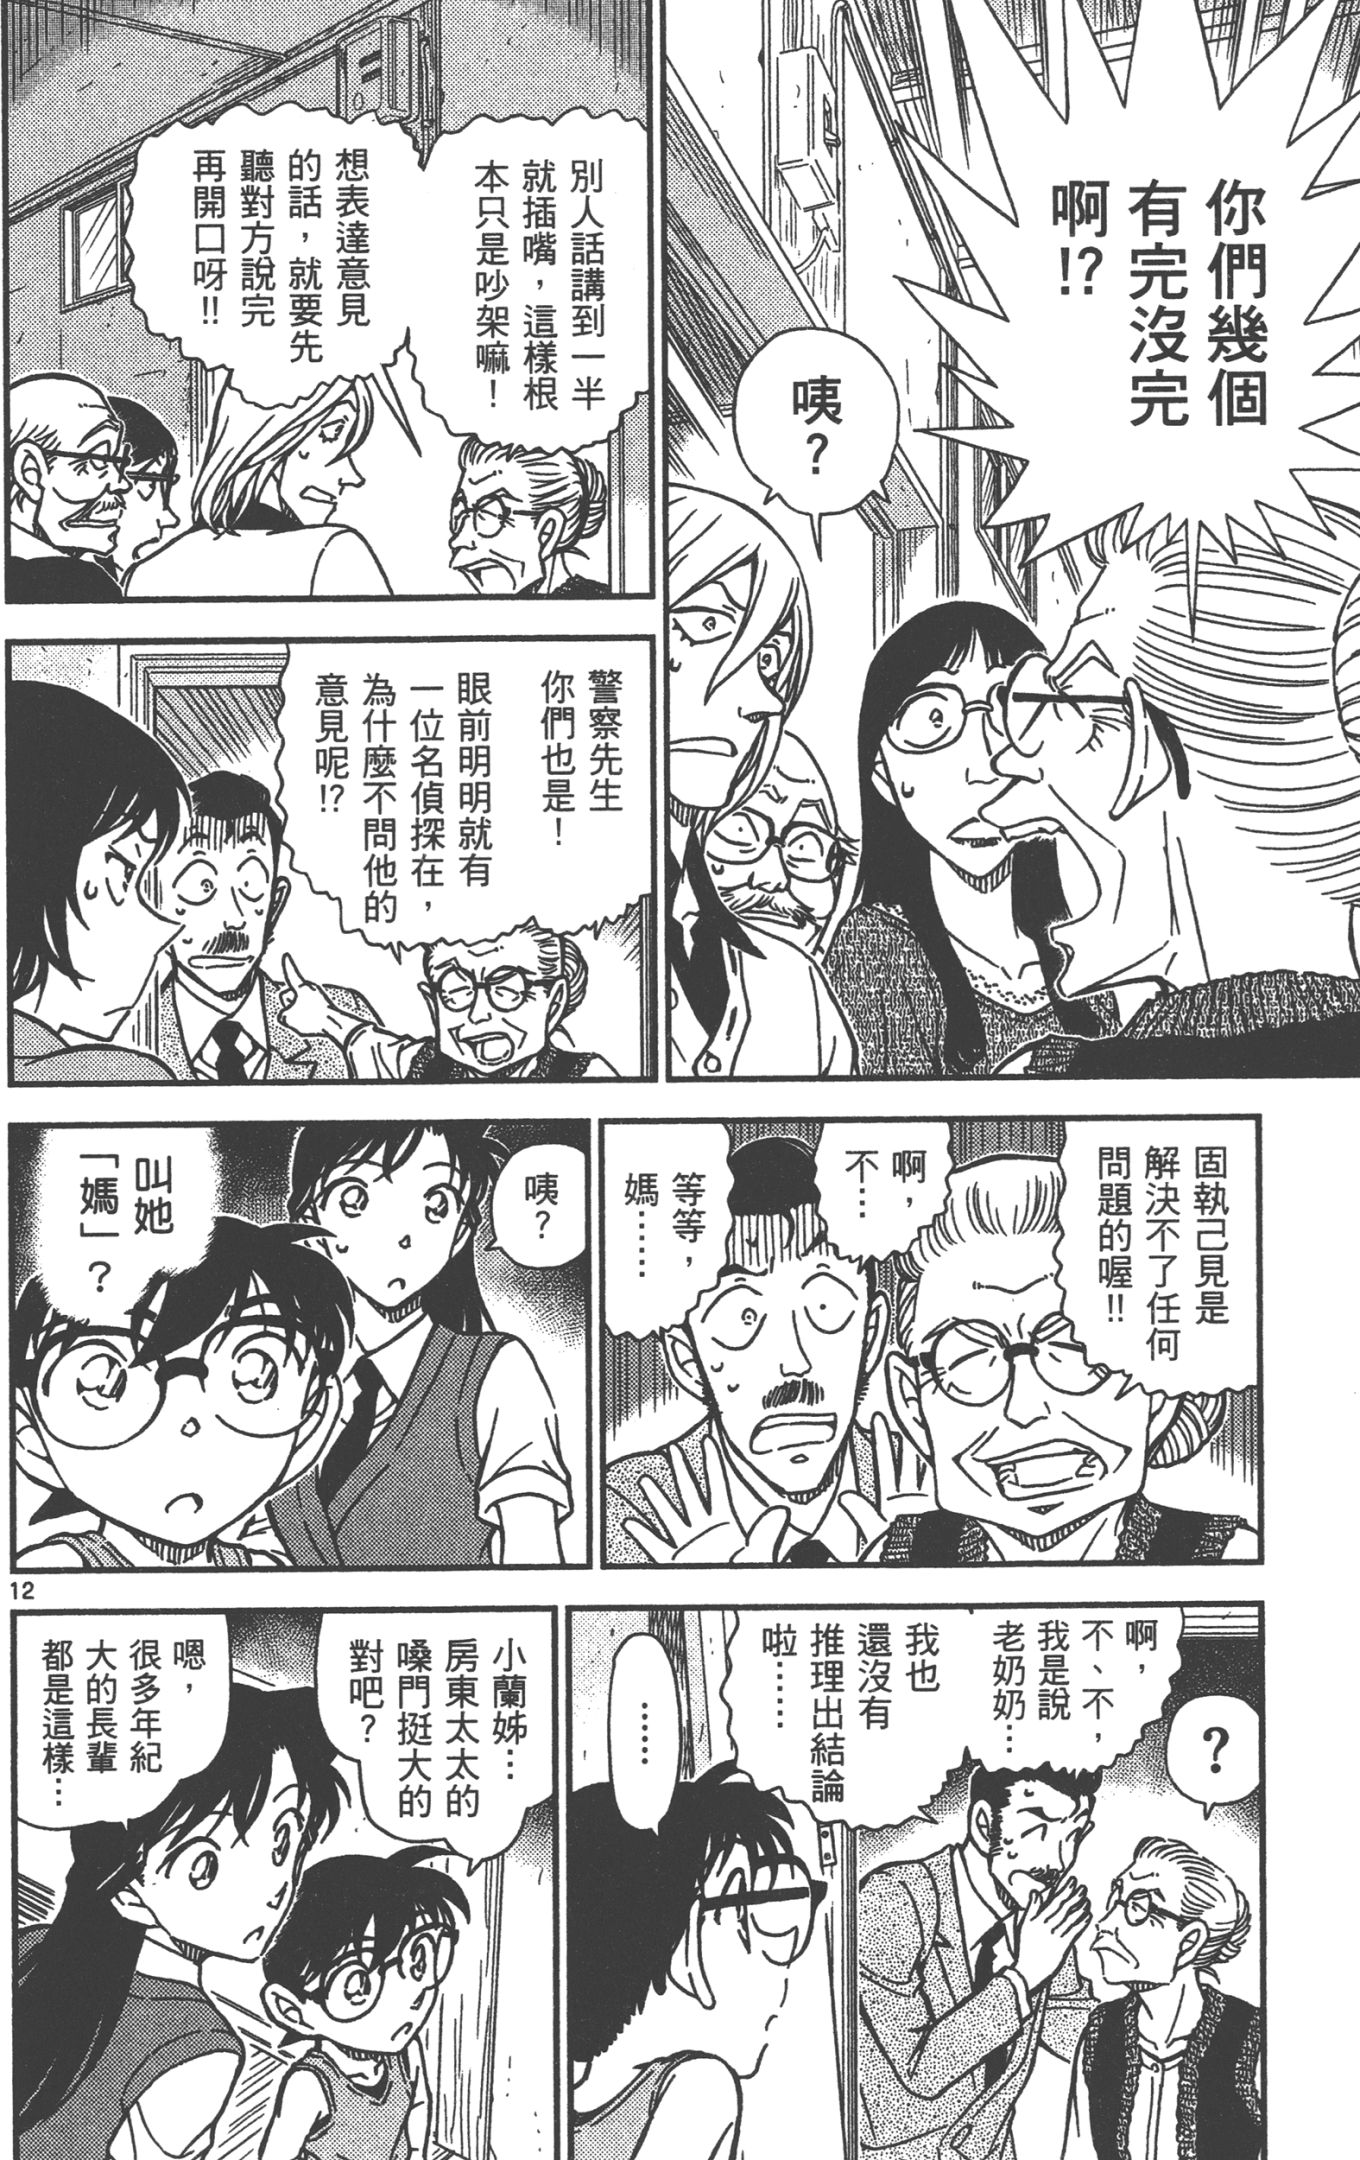 你們幾個
有完沒完
啊!?
咦？
別人話講到一半
就插嘴，這樣根
本只是吵架嘛！
想表達意見
的話，就要先
聽對方說完
再開口呀!!
警察先生
你們也是！
眼前明明就有
一位名偵探在，
為什麼不問他的
意見呢!?
固執己見是
解決不了任何
問題的喔!!
啊，
不……
等等，
媽……
咦？
叫她
「媽」？
？
啊，
不、不，
我是說
老奶奶…
我也
還沒有
推理出結論
啦……
……
小蘭姊…
房東太太的
嗓門挺大的
對吧？
嗯，
很多年紀
大的長輩
都是這樣…
12